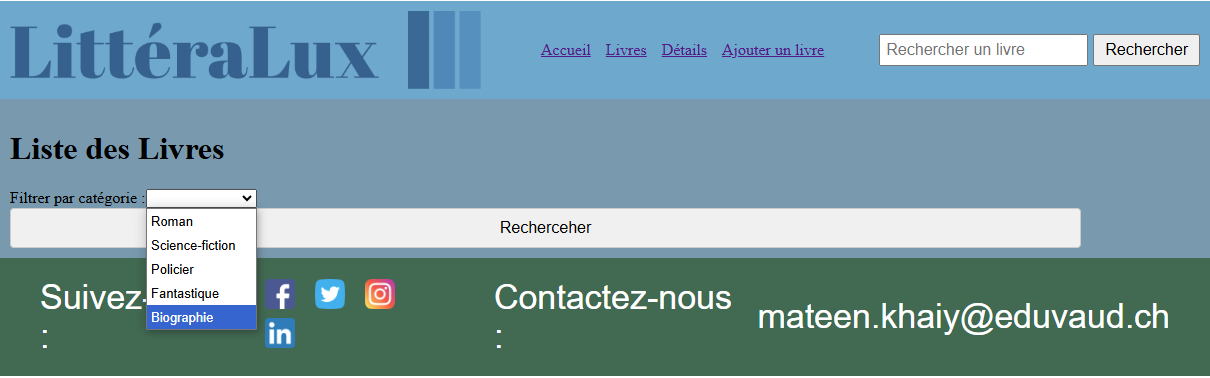 LittéraLux
Accueil Livres Détails Ajouter un livre
Rechercher un livre
Rechercher
Liste des Livres
Filtrer par catégorie :
Roman
Science-fiction
Policier
Fantastique
Biographie
Recherceher
Suivez-
:
Contactez-nous
:
mateen.khaiy@eduvaud.ch